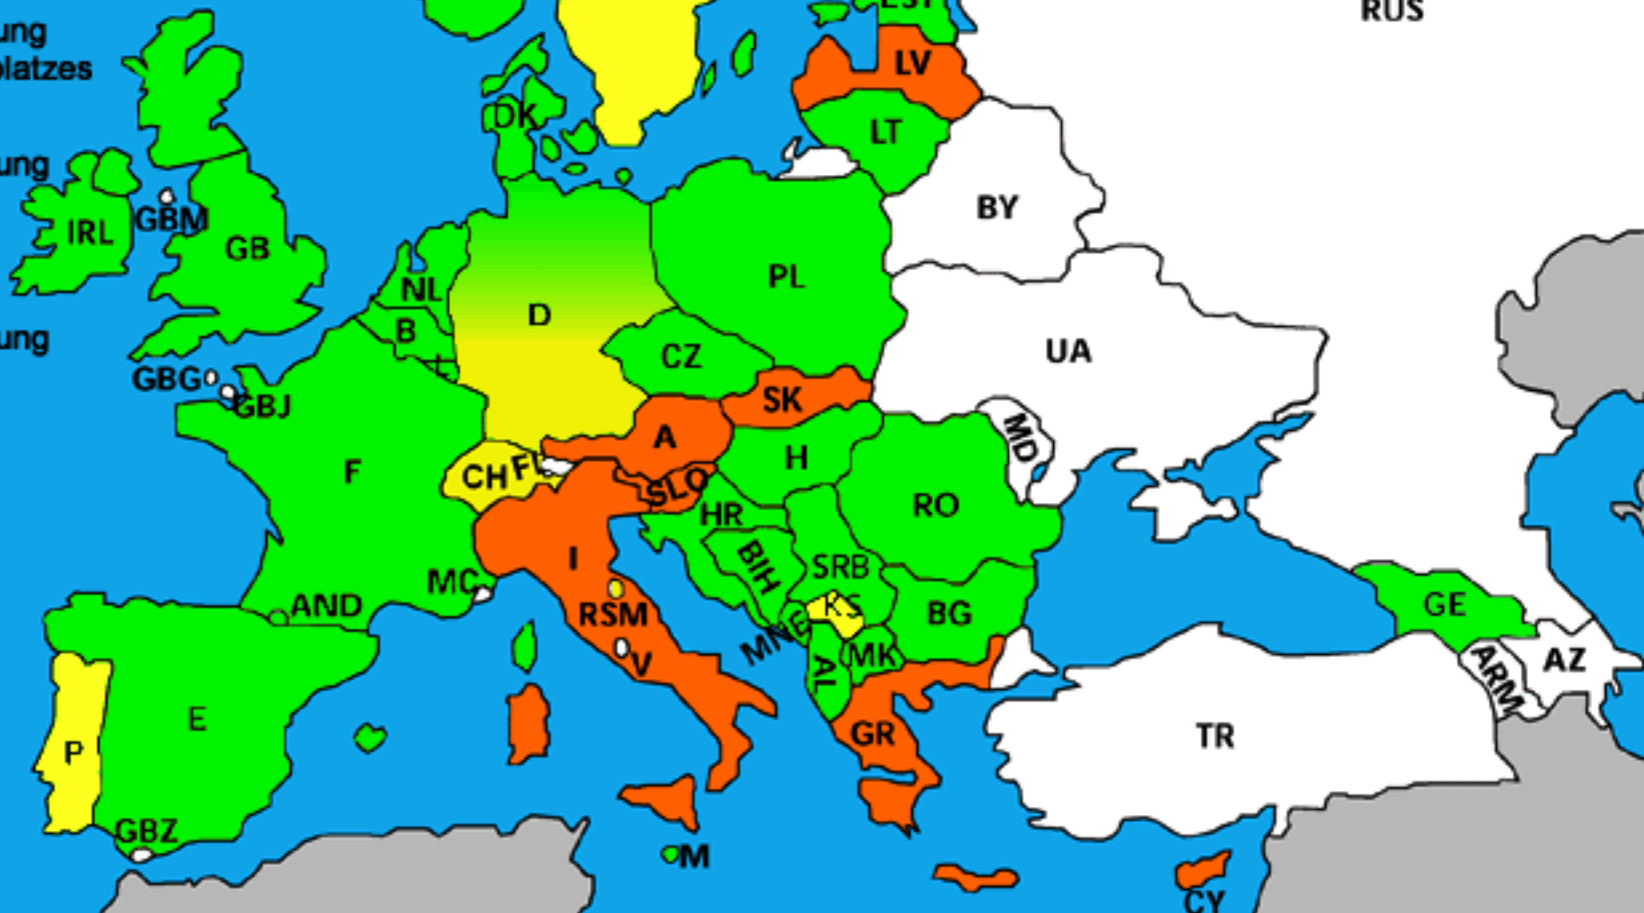 ung
platzes
ung
ung
EST
RUS
LV
DK
LT
GBM
IRL
GB
BY
NL
PL
B
D
L
CZ
UA
GBG
GBJ
SK
A
MD
H
F
CH
FL
SLO
RO
HR
I
BIH
SRB
MC
AND
RSM
KS
BG
GE
MNE
V
AL
MK
ARM
AZ
E
P
GR
TR
GBZ
M
CY